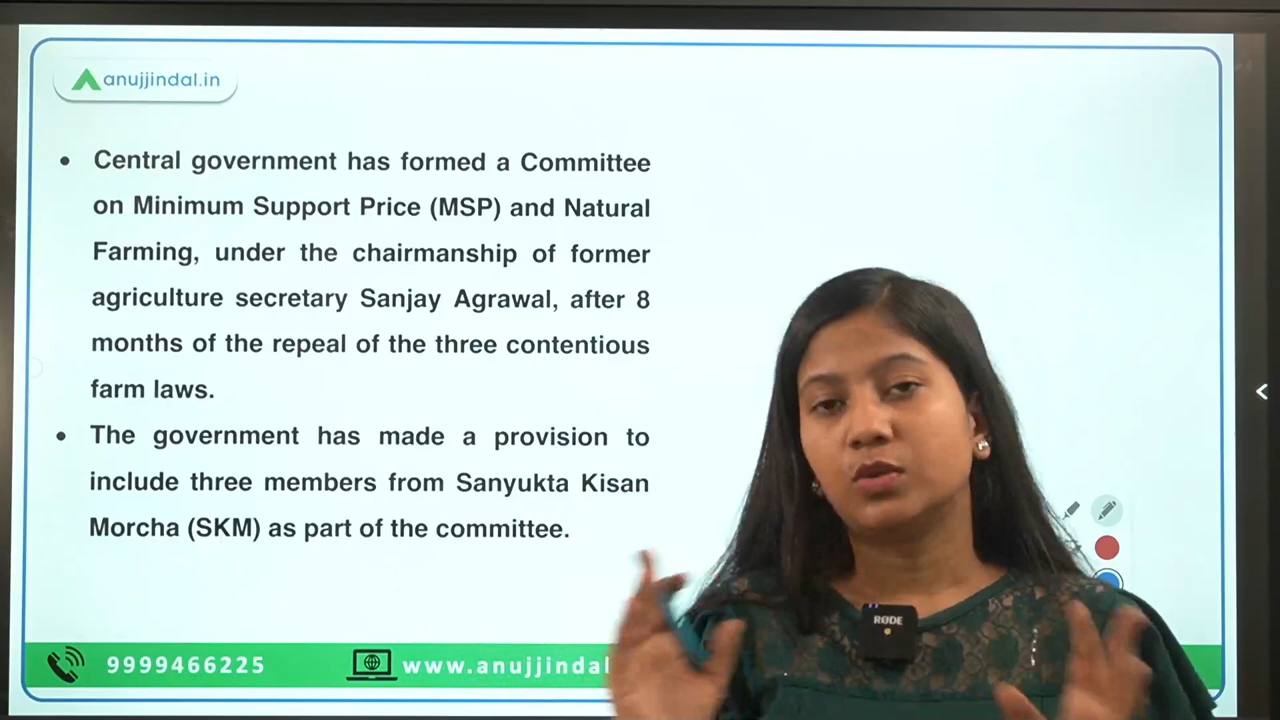 anujjindal.in
• Central government has formed a Committee
on Minimum Support Price (MSP) and Natural
Farming, under the chairmanship of former
agriculture secretary Sanjay Agrawal, after 8
months of the repeal of the three contentious
farm laws.
• The government has made a provision to
include three members from Sanyukta Kisan
Morcha (SKM) as part of the committee.
RØDE
9999466225
www.anujjindal